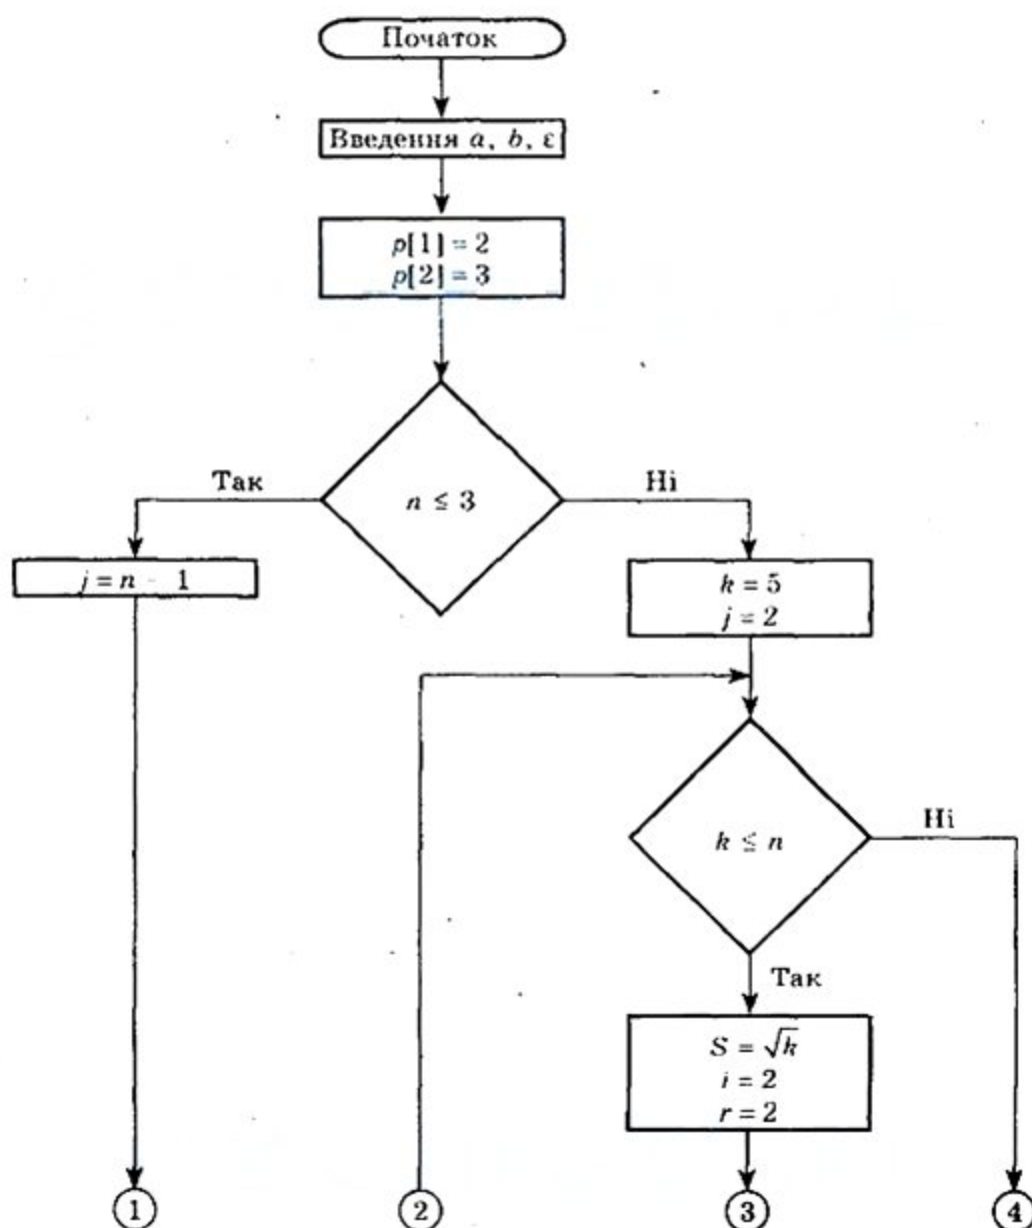 Початок
Введення a, b, ε
p[1] = 2
p[2] = 3
n ≤ 3
Так
Ні
j = n - 1
k = 5
j = 2
k ≤ n
Ні
Так
S = √k
i = 2
r = 2
1
2
3
4